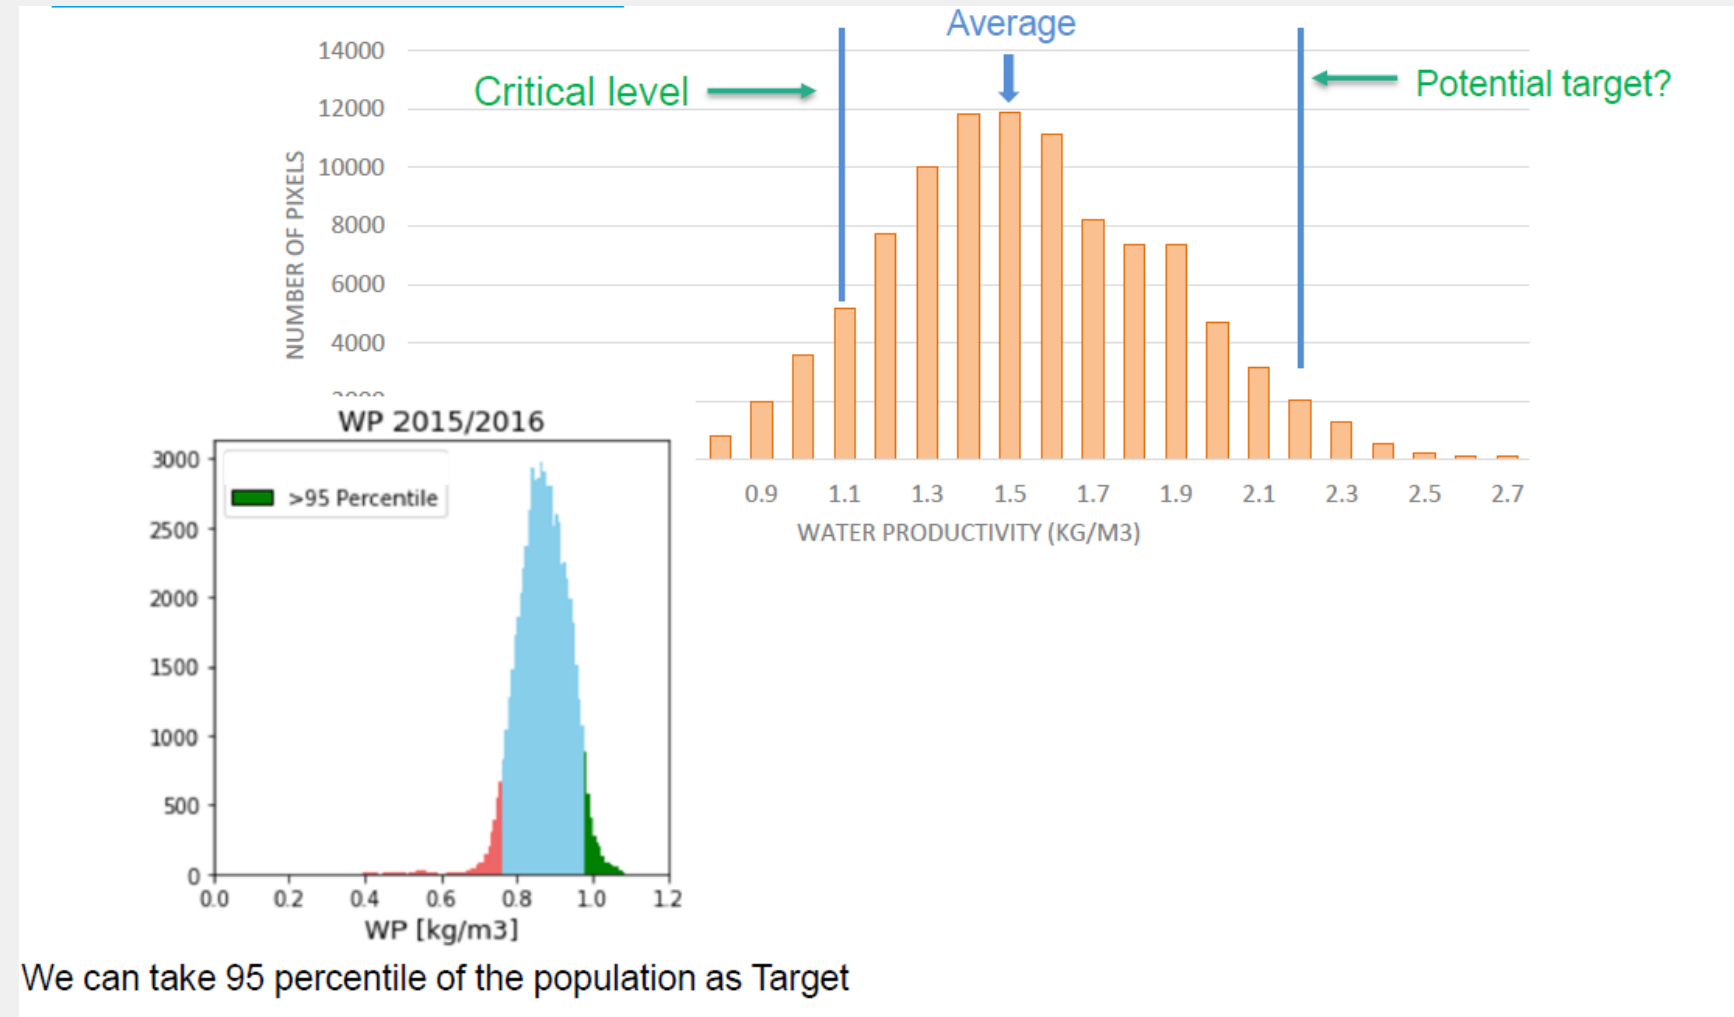 Average
14000
Critical level
Potential target?
12000
10000
8000
6000
4000
NUMBER OF PIXELS
0.9 1.1 1.3 1.5 1.7 1.9 2.1 2.3 2.5 2.7
WATER PRODUCTIVITY (KG/M3)
WP 2015/2016
3000
>95 Percentile
2500
2000
1500
1000
500
0
0.0 0.2 0.4 0.6 0.8 1.0 1.2
WP [kg/m3]
We can take 95 percentile of the population as Target